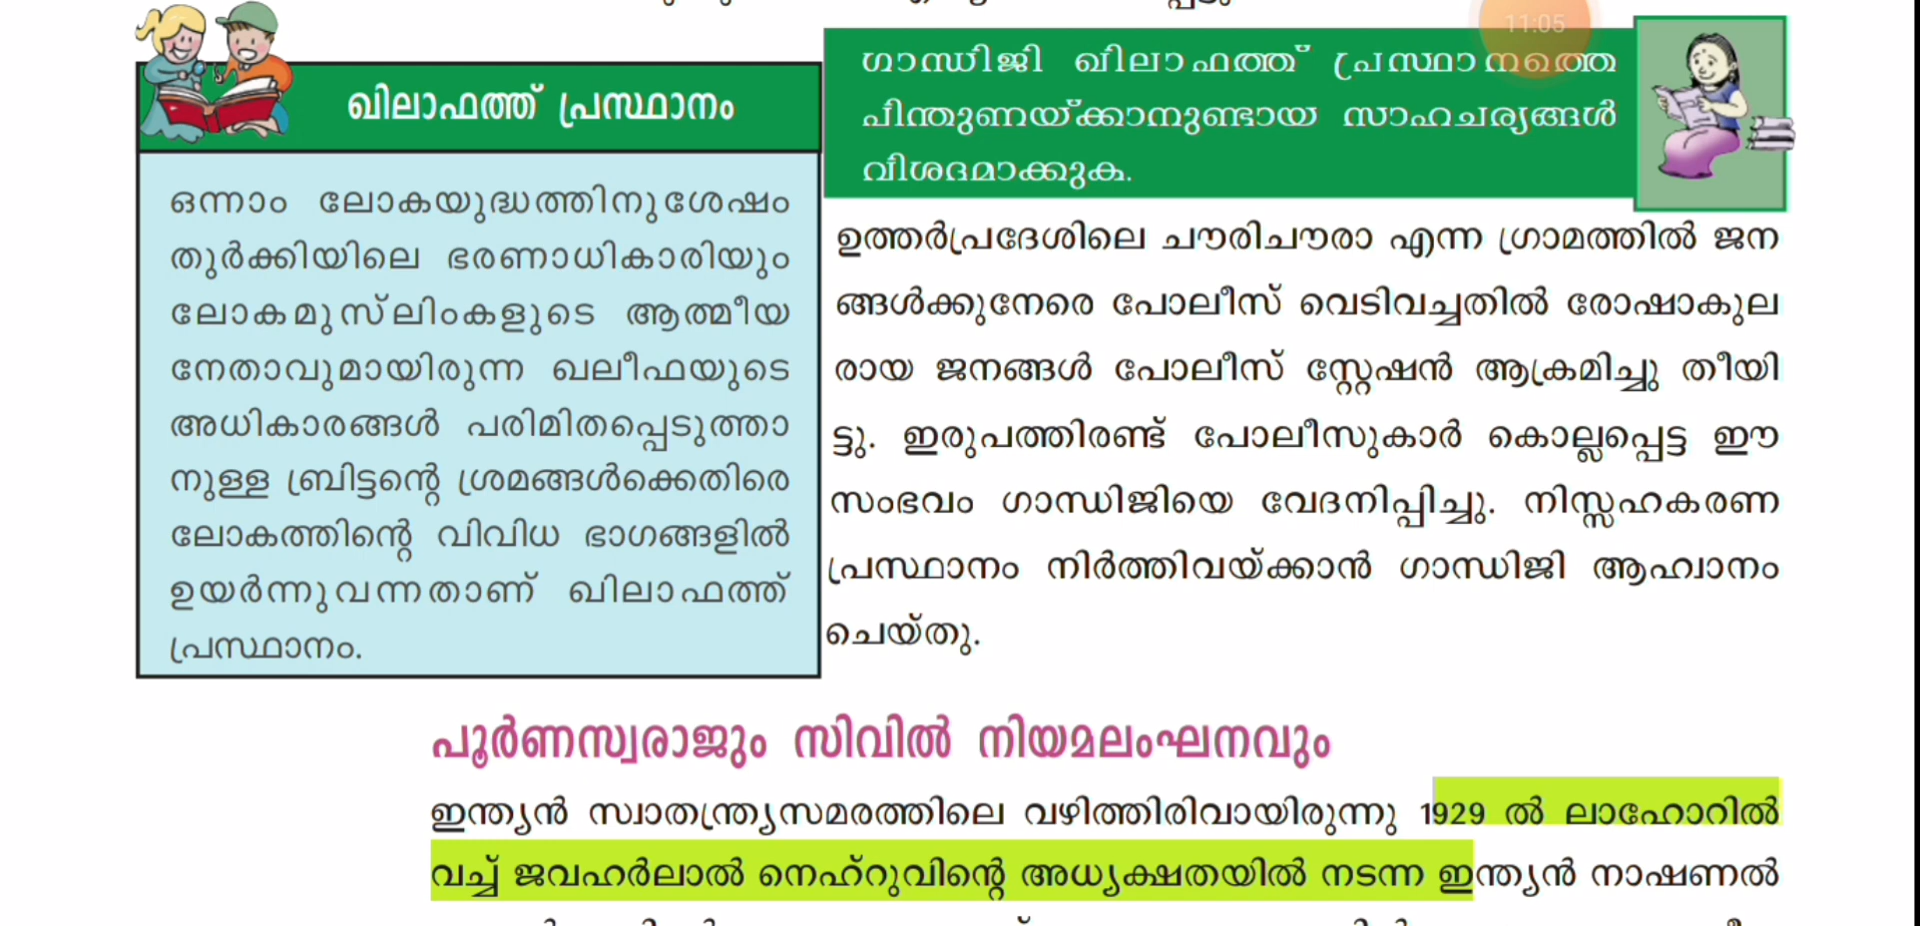 11:05
ഖിലാഫത്ത് പ്രസ്ഥാനം
ഒന്നാം ലോകയുദ്ധത്തിനുശേഷം
തുർക്കിയിലെ ഭരണാധികാരിയും
ലോകമുസ്‌ലിംകളുടെ ആത്മീയ
നേതാവുമായിരുന്ന ഖലീഫയുടെ
അധികാരങ്ങൾ പരിമിതപ്പെടുത്താ
നുള്ള ബ്രിട്ടന്റെ ശ്രമങ്ങൾക്കെതിരെ
ലോകത്തിന്റെ വിവിധ ഭാഗങ്ങളിൽ
ഉയർന്നുവന്നതാണ് ഖിലാഫത്ത്
പ്രസ്ഥാനം.
ഗാന്ധിജി ഖിലാഫത്ത് പ്രസ്ഥാനത്തെ
പിന്തുണയ്ക്കാനുണ്ടായ സാഹചര്യങ്ങൾ
വിശദമാക്കുക.
ഉത്തർപ്രദേശിലെ ചൗരിചൗരാ എന്ന ഗ്രാമത്തിൽ ജന
ങ്ങൾക്കുനേരെ പോലീസ് വെടിവച്ചതിൽ രോഷാകുല
രായ ജനങ്ങൾ പോലീസ് സ്റ്റേഷൻ ആക്രമിച്ചു തീയി
ട്ടു. ഇരുപത്തിരണ്ട് പോലീസുകാർ കൊല്ലപ്പെട്ട ഈ
സംഭവം ഗാന്ധിജിയെ വേദനിപ്പിച്ചു. നിസ്സഹകരണ
പ്രസ്ഥാനം നിർത്തിവയ്ക്കാൻ ഗാന്ധിജി ആഹ്വാനം
ചെയ്തു.
പൂർണസ്വരാജും സിവിൽ നിയമലംഘനവും
ഇന്ത്യൻ സ്വാതന്ത്ര്യസമരത്തിലെ വഴിത്തിരിവായിരുന്നു 1929 ൽ ലാഹോറിൽ
വച്ച് ജവഹർലാൽ നെഹ്റുവിന്റെ അധ്യക്ഷതയിൽ നടന്ന ഇന്ത്യൻ നാഷണൽ